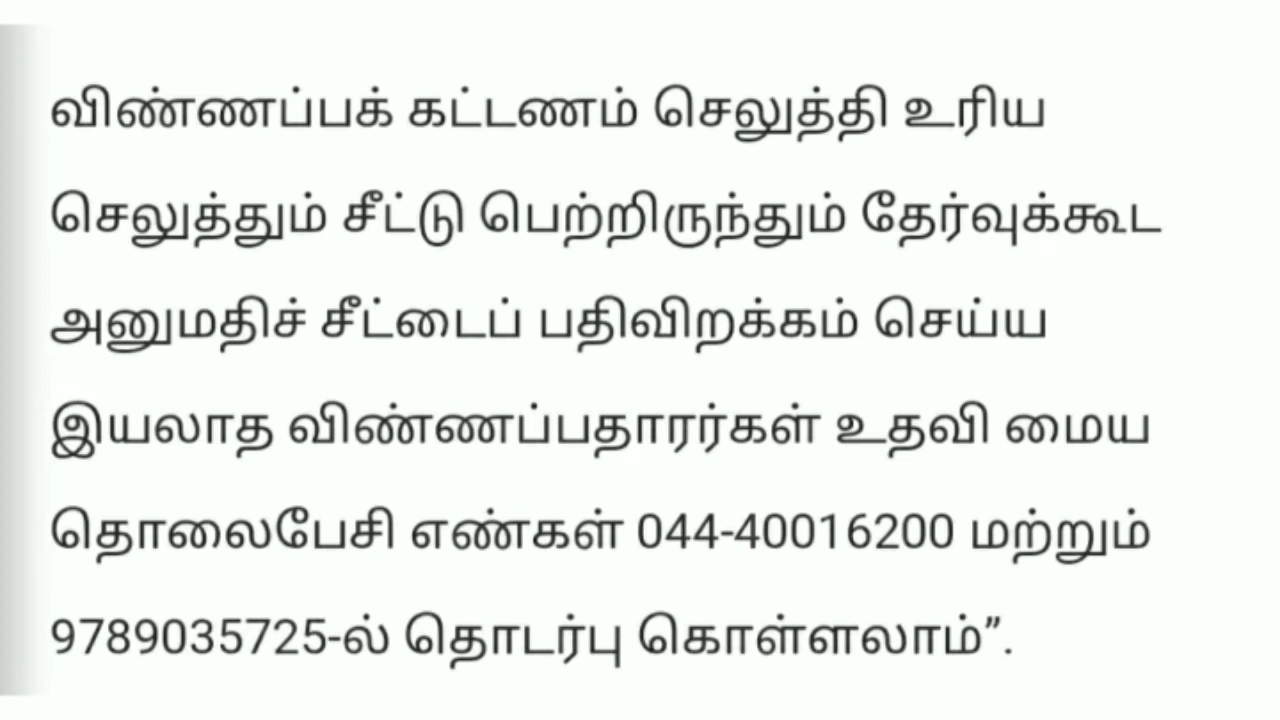 விண்ணப்பக் கட்டணம் செலுத்தி உரிய
செலுத்தும் சீட்டு பெற்றிருந்தும் தேர்வுக்கூட
அனுமதிச் சீட்டைப் பதிவிறக்கம் செய்ய
இயலாத விண்ணப்பதாரர்கள் உதவி மைய
தொலைபேசி எண்கள் 044-40016200 மற்றும்
9789035725-ல் தொடர்பு கொள்ளலாம்”.